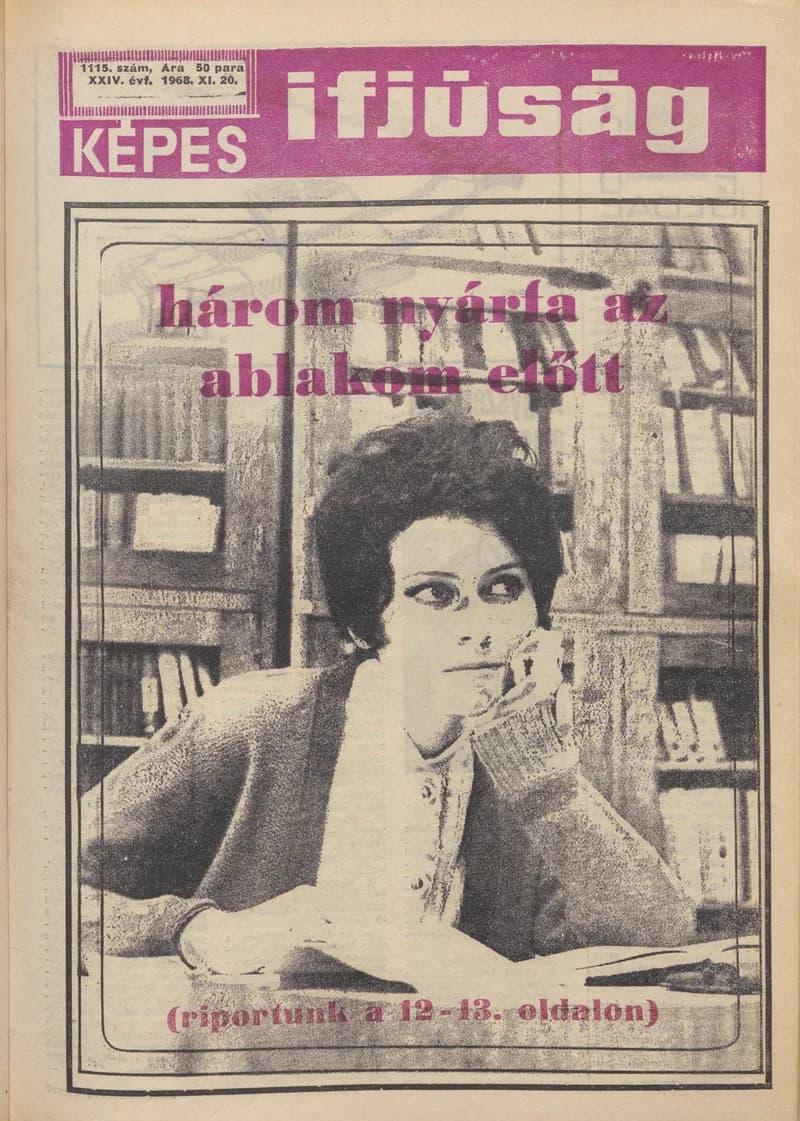 1115. szám, Ára 50 para
XXIV. évf. 1968. XI. 20.
KÉPES
ifjúság
három nyárfa az
ablakom előtt
(riportunk a 12-13. oldalon)